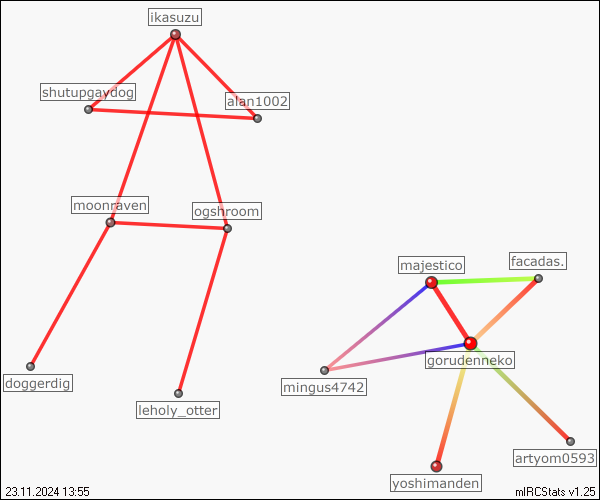 ikasuzu
shutupgaydog
alan1002
moonraven
ogshroom
majestico
facadas.
gorudenneko
doggerdig
mingus4742
leholy_otter
artyom0593
yoshimanden
23.11.2024 13:55
mIRCStats v1.25